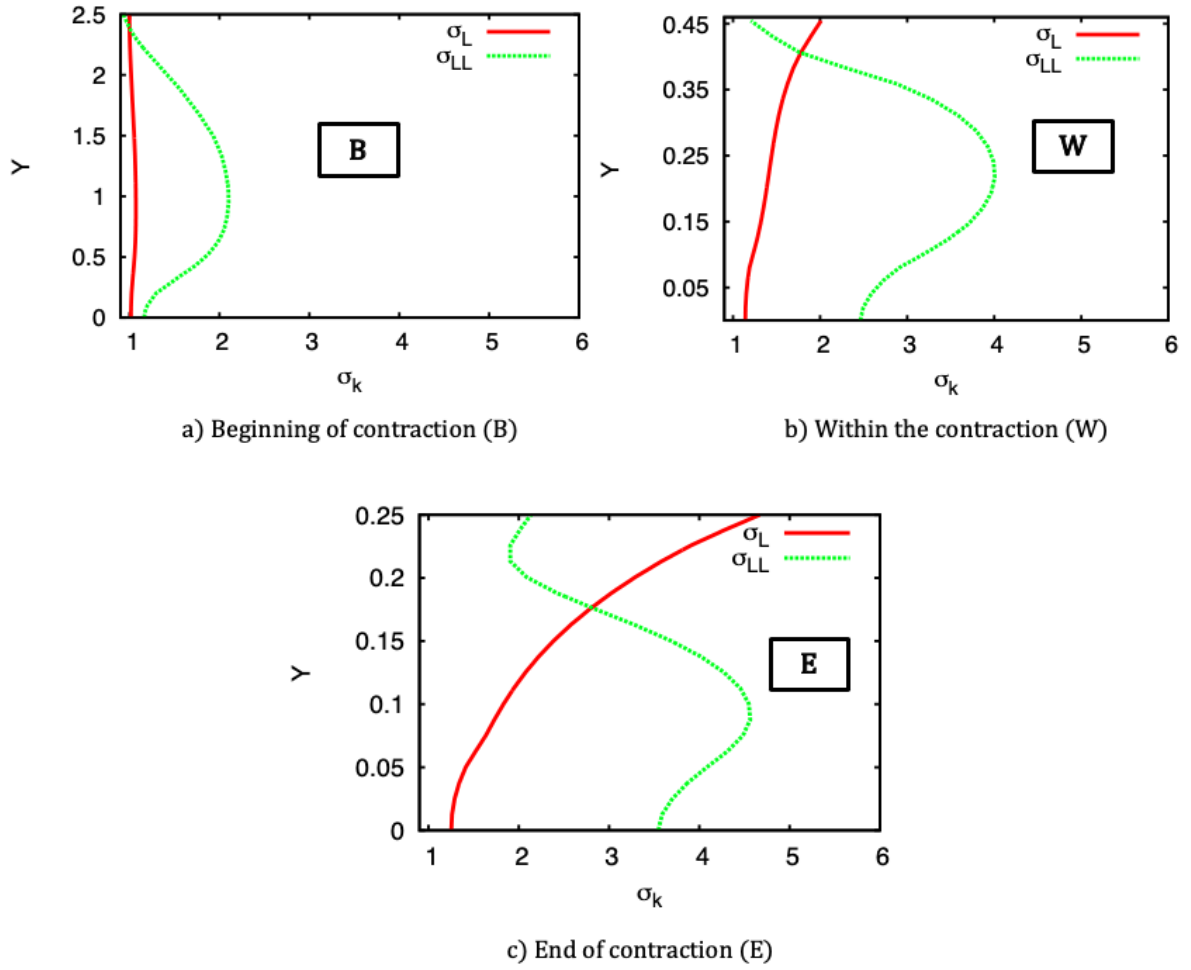 2.5
2
1.5
1
0.5
0
Y
σL
σLL
B
1 2 3 4 5 6
σk
a) Beginning of contraction (B)
0.45
0.35
0.25
0.15
0.05
Y
σL
σLL
W
1 2 3 4 5 6
σk
b) Within the contraction (W)
0.25
0.2
0.15
0.1
0.05
0
Y
σL
σLL
E
1 2 3 4 5 6
σk
c) End of contraction (E)